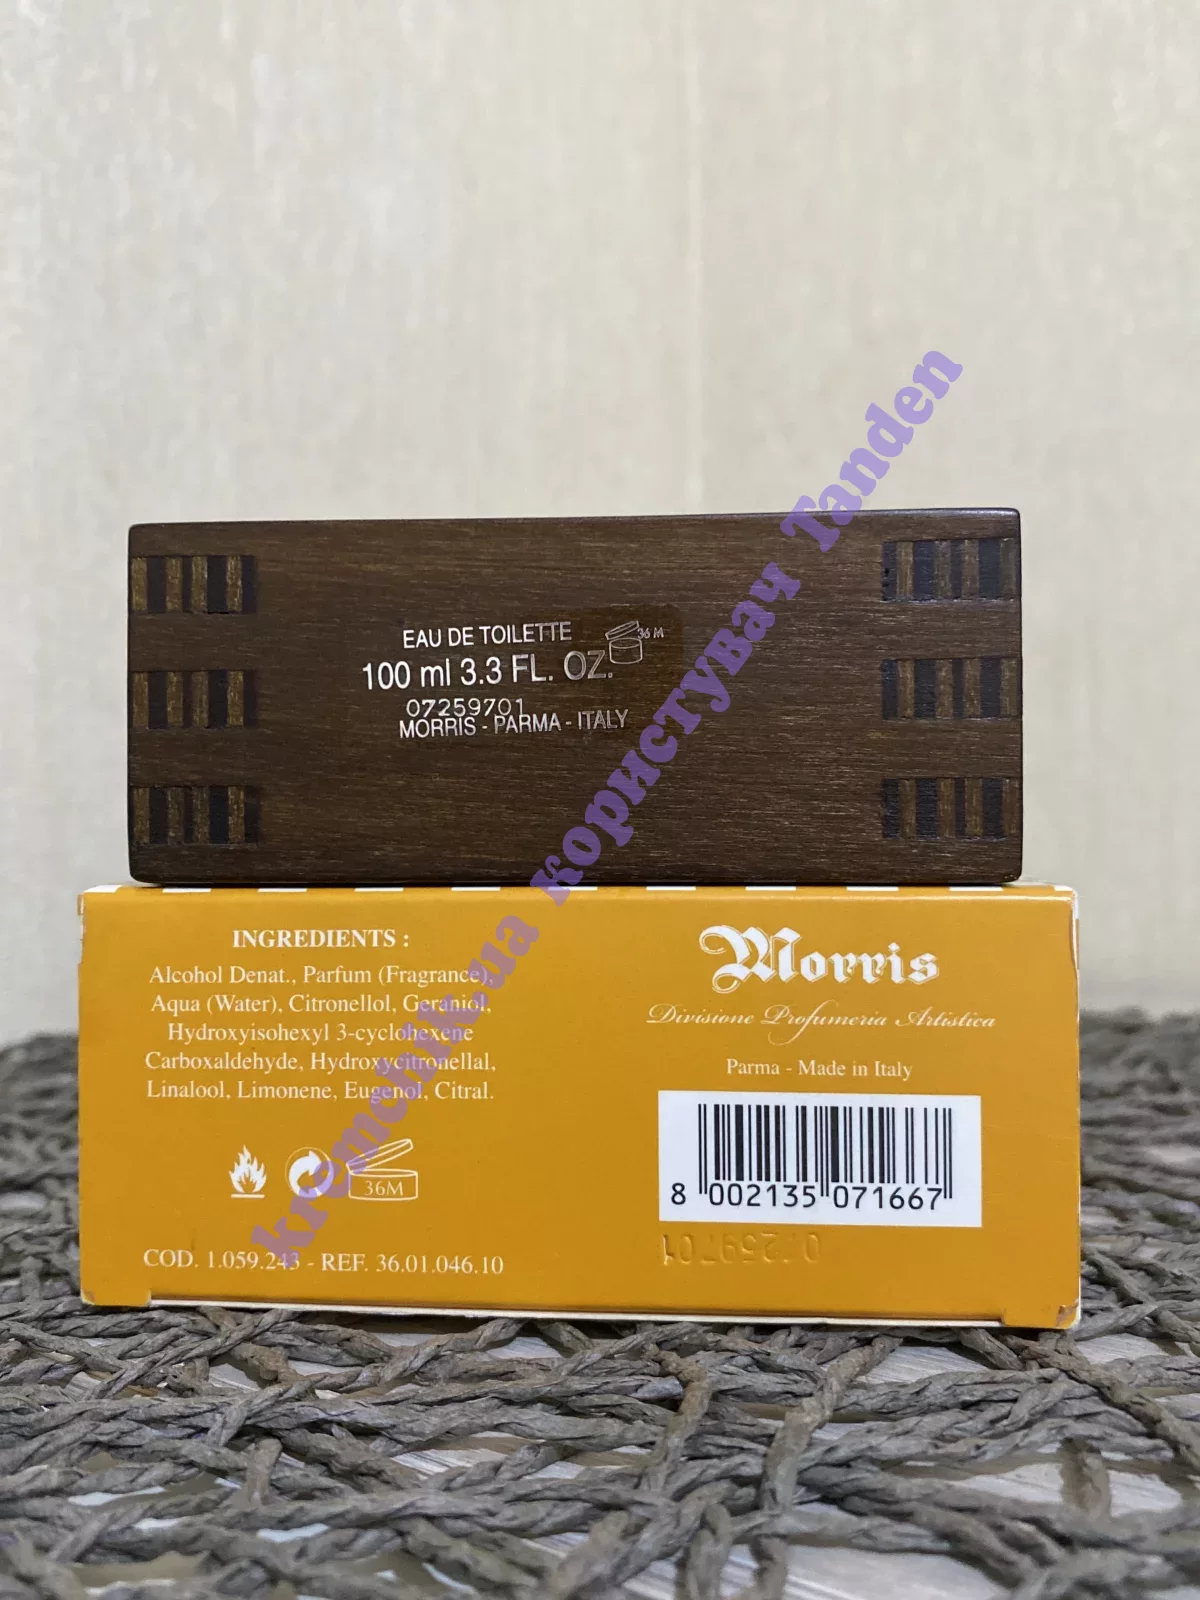 EAU DE TOILETTE
36 M
100 ml 3.3 FL. OZ.
07259701
MORRIS - PARMA - ITALY
INGREDIENTS :
Alcohol Denat., Parfum (Fragrance),
Aqua (Water), Citronellol, Geraniol,
Hydroxyisohexyl 3-cyclohexene
Carboxaldehyde, Hydroxycitronellal,
Linalool, Limonene, Eugenol, Citral.
36M
COD. 1.059.243 - REF. 36.01.046.10
Morris
Divisione Profumeria Artistica
Parma - Made in Italy
8 002135 071667
07259701
kremchik.ua користувач Tanden